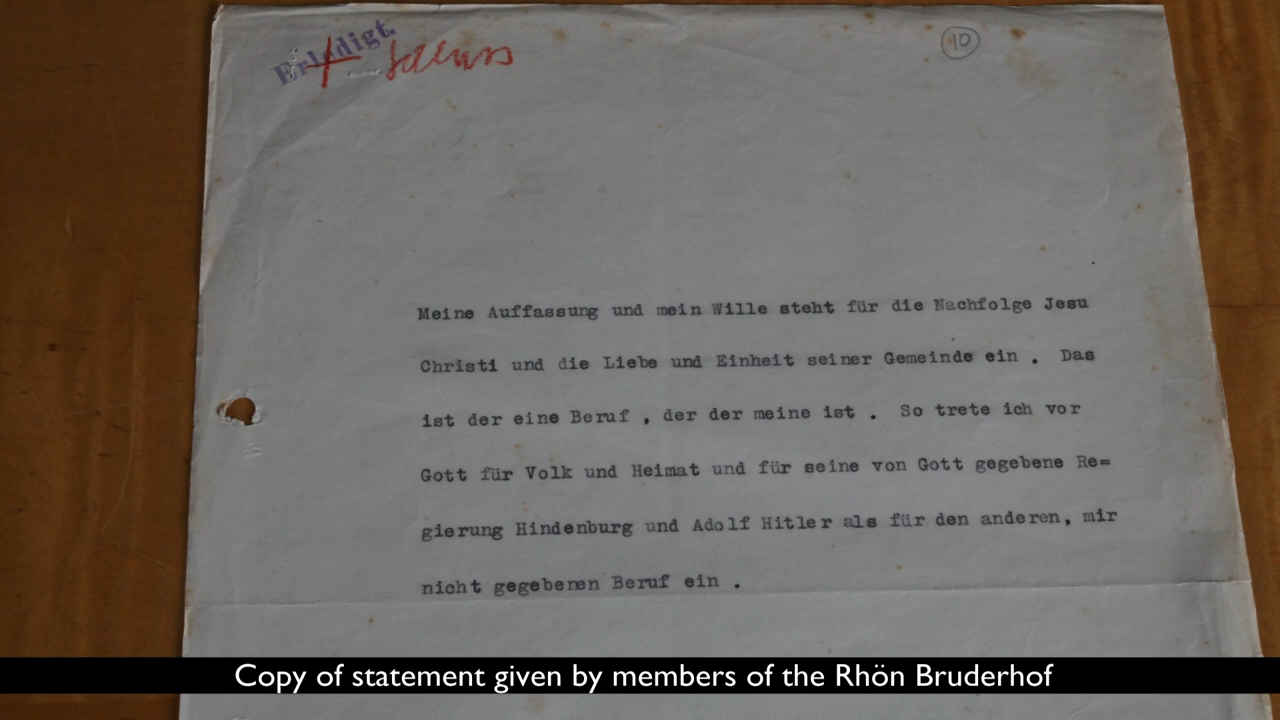 Erledigt.
10
Meine Auffassung und mein Wille steht für die Nachfolge Jesu
Christi und die Liebe und Einheit seiner Gemeinde ein . Das
ist der eine Beruf , der der meine ist . So trete ich vor
Gott für Volk und Heimat und für seine von Gott gegebene Re=
gierung Hindenburg und Adolf Hitler als für den anderen, mir
nicht gegebenen Beruf ein .
Copy of statement given by members of the Rhön Bruderhof